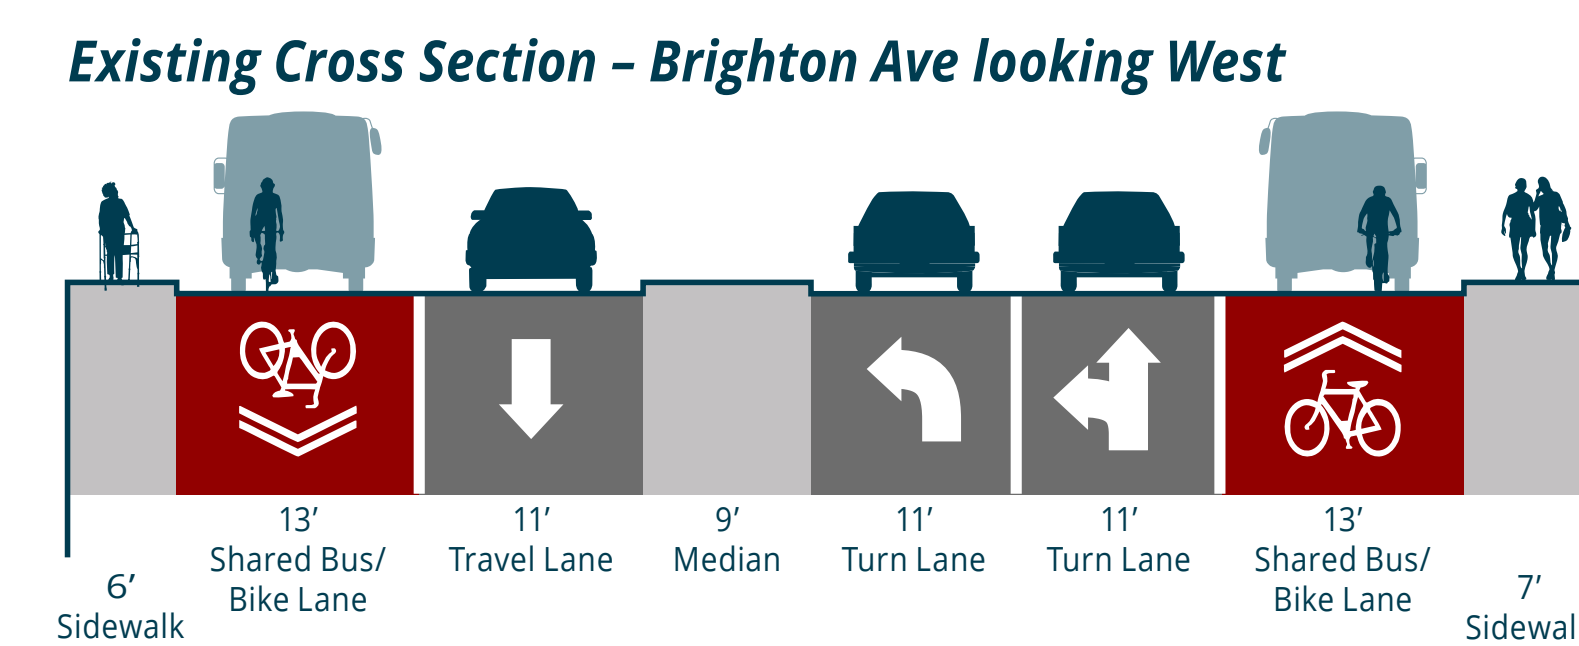 Existing Cross Section – Brighton Ave looking West
6’
Sidewalk
13’
Shared Bus/
Bike Lane
11’
Travel Lane
9’
Median
11’
Turn Lane
11’
Turn Lane
13’
Shared Bus/
Bike Lane
7’
Sidewal